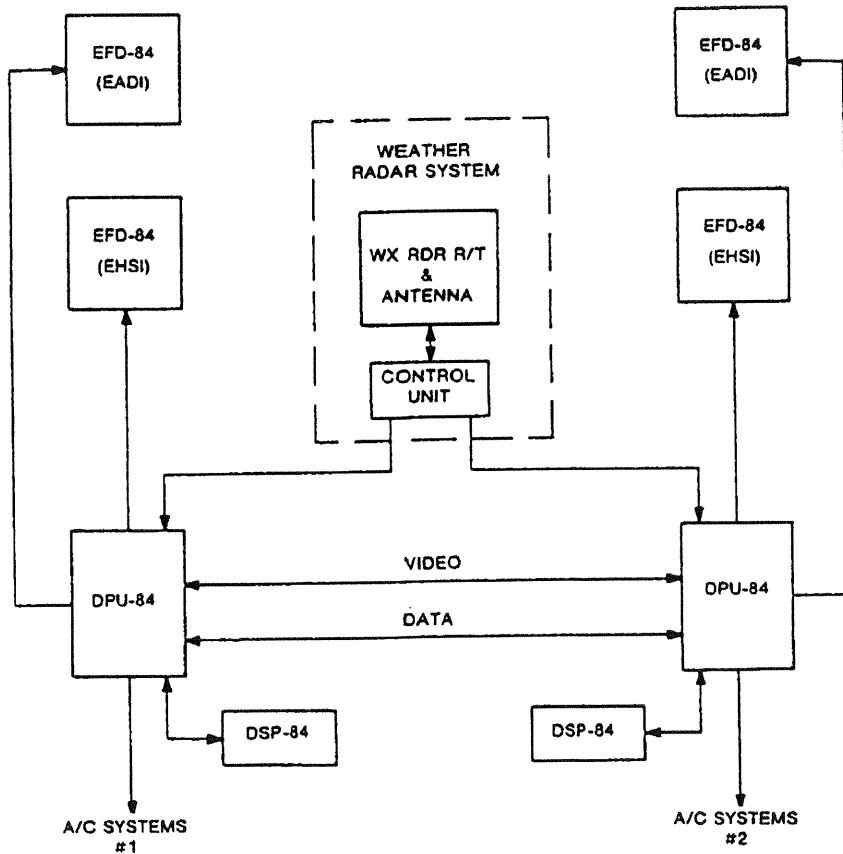 EFD-84
(EADI)
EFD-84
(EADI)
WEATHER
RADAR SYSTEM
EFD-84
(EHSI)
WX RDR R/T
&
ANTENNA
EFD-84
(EHSI)
CONTROL
UNIT
VIDEO
DPU-84
DPU-84
DATA
DSP-84
DSP-84
A/C SYSTEMS
#1
A/C SYSTEMS
#2